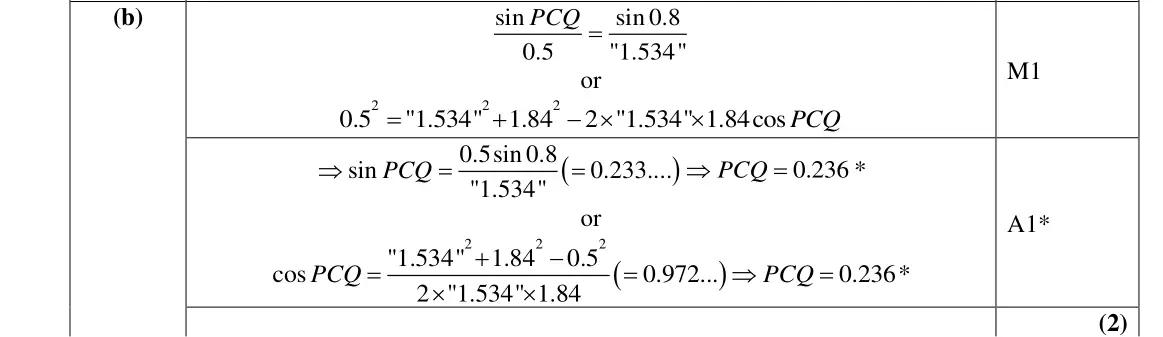 (b)
sin PCQ / 0.5 = sin 0.8 / "1.534"
or
0.5² = "1.534"² + 1.84² − 2 × "1.534" × 1.84 cos PCQ
M1
⇒ sin PCQ = 0.5 sin 0.8 / "1.534" (= 0.233....) ⇒ PCQ = 0.236 *
or
cos PCQ = ("1.534"² + 1.84² − 0.5²) / (2 × "1.534" × 1.84) (= 0.972...) ⇒ PCQ = 0.236 *
A1*
(2)